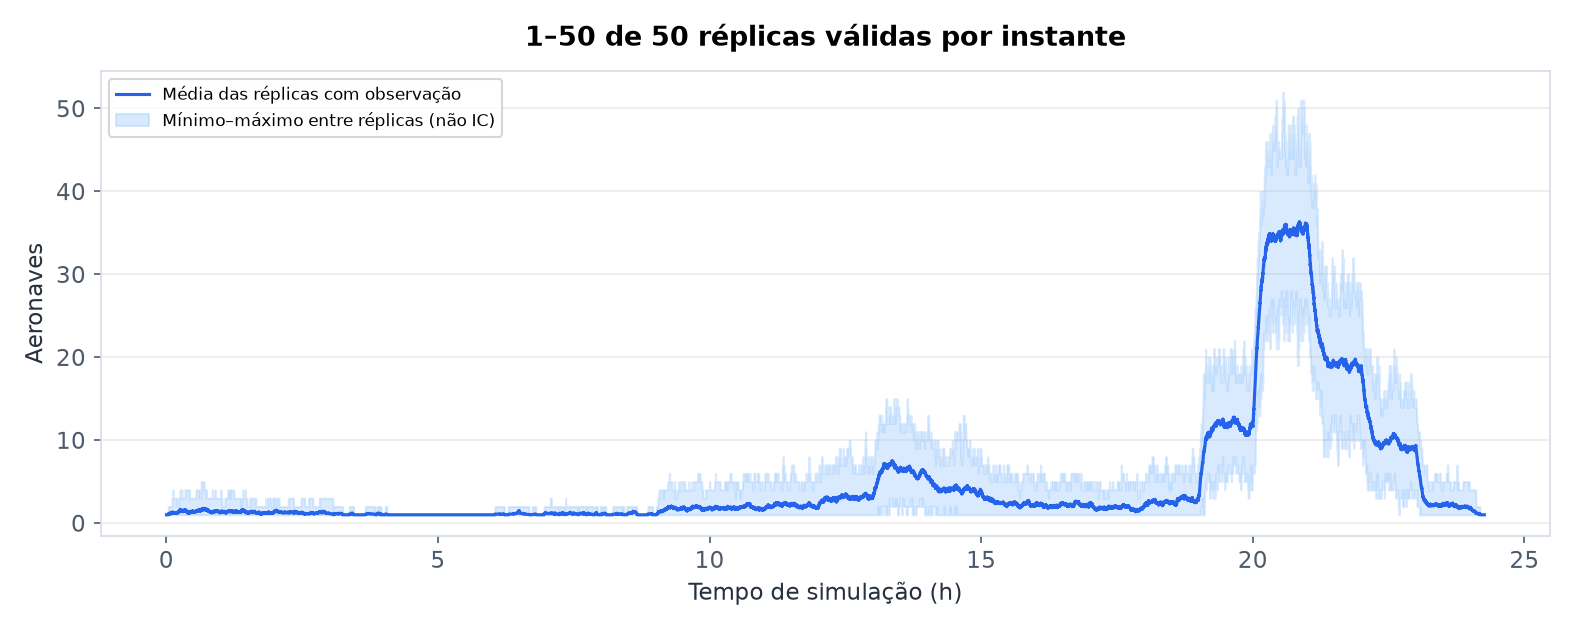 1–50 de 50 réplicas válidas por instante
Média das réplicas com observação
Mínimo–máximo entre réplicas (não IC)
Aeronaves
50
40
30
20
10
0
0 5 10 15 20 25
Tempo de simulação (h)